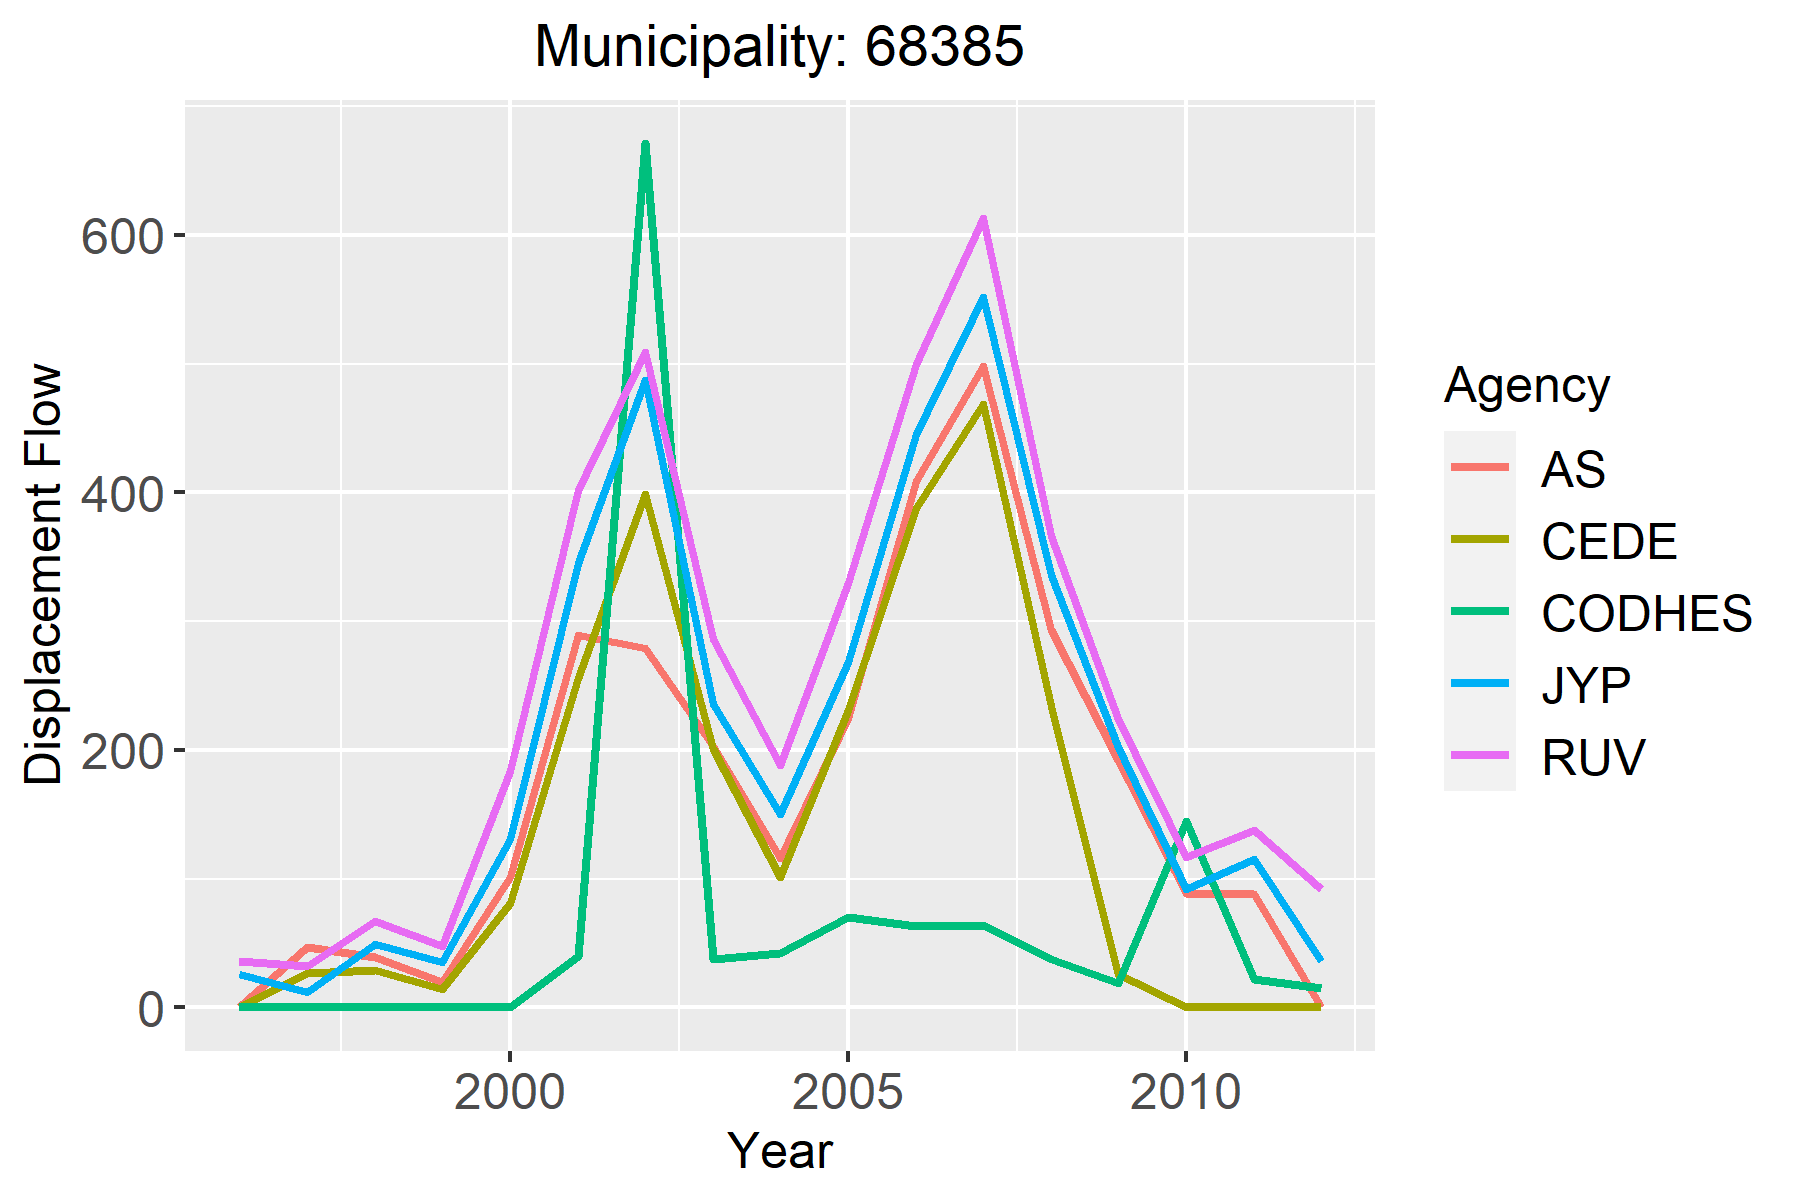 Municipality: 68385
Displacement Flow
600
400
200
0
2000 2005 2010
Year
Agency
AS
CEDE
CODHES
JYP
RUV